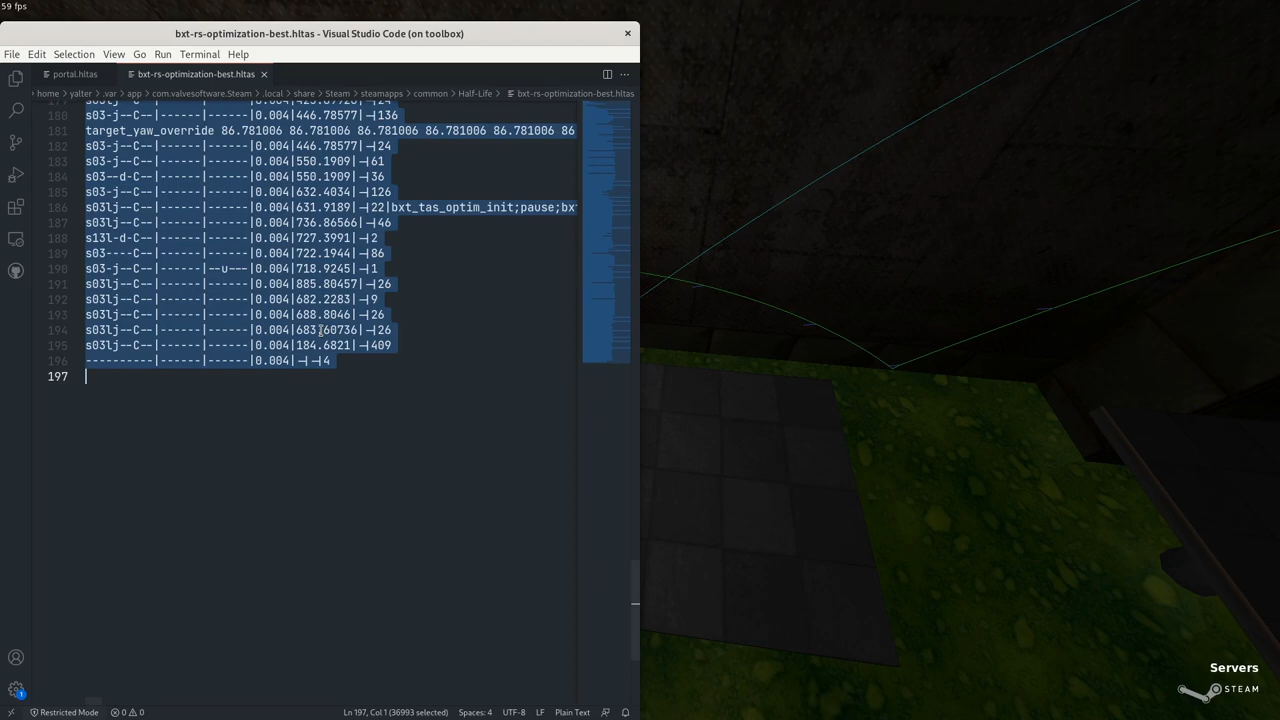 59 fps
bxt-rs-optimization-best.hltas - Visual Studio Code (on toolbox)
File Edit Selection View Go Run Terminal Help
portal.hltas
bxt-rs-optimization-best.hltas
home > yalter > .var > app > com.valvesoftware.Steam > .local > share > Steam > steamapps > common > Half-Life > bxt-rs-optimization-best.hltas
180 s03-j--C--|------|------|0.004|446.78577|-|136
181 target_yaw_override 86.781006 86.781006 86.781006 86.781006 86.781006 86
182 s03-j--C--|------|------|0.004|446.78577|-|24
183 s03-j--C--|------|------|0.004|550.1909|-|61
184 s03--d-C--|------|------|0.004|550.1909|-|36
185 s03-j--C--|------|------|0.004|632.4034|-|126
186 s03lj--C--|------|------|0.004|631.9189|-|22|bxt_tas_optim_init;pause;bx
187 s03lj--C--|------|------|0.004|736.86566|-|46
188 s13l-d-C--|------|------|0.004|727.3991|-|2
189 s03----C--|------|------|0.004|722.1944|-|86
190 s03-j--C--|------|--u---|0.004|718.9245|-|1
191 s03lj--C--|------|------|0.004|885.80457|-|26
192 s03lj--C--|------|------|0.004|682.2283|-|9
193 s03lj--C--|------|------|0.004|688.8046|-|26
194 s03lj--C--|------|------|0.004|683.60736|-|26
195 s03lj--C--|------|------|0.004|184.6821|-|409
196 ----------|------|------|0.004|-|-|4
197
Restricted Mode 0 0 Ln 197, Col 1 (36993 selected) Spaces: 4 UTF-8 LF Plain Text
1
Servers
STEAM